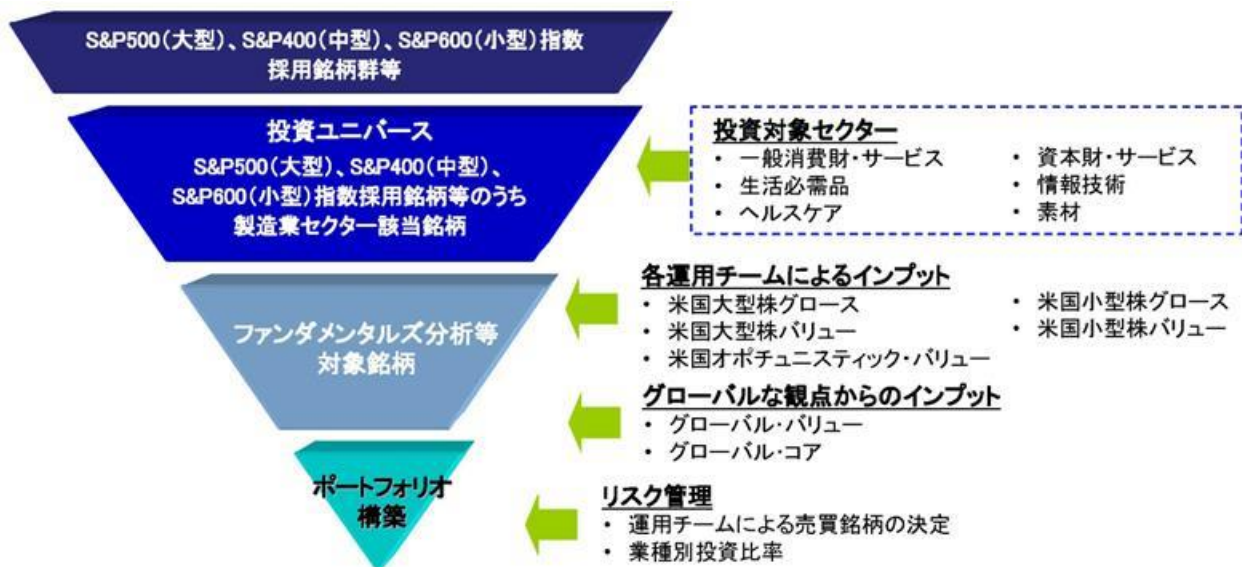 S&P500(大型)、S&P400(中型)、S&P600(小型)指数
採用銘柄群等
投資ユニバース
S&P500(大型)、S&P400(中型)、
S&P600(小型)指数採用銘柄等のうち
製造業セクター該当銘柄
投資対象セクター
・ 一般消費財・サービス
・ 生活必需品
・ ヘルスケア
・ 資本財・サービス
・ 情報技術
・ 素材
ファンダメンタルズ分析等
対象銘柄
各運用チームによるインプット
・ 米国大型株グロース
・ 米国大型株バリュー
・ 米国オポチュニスティック・バリュー
・ 米国小型株グロース
・ 米国小型株バリュー
グローバルな観点からのインプット
・ グローバル・バリュー
・ グローバル・コア
ポートフォリオ
構築
リスク管理
・ 運用チームによる売買銘柄の決定
・ 業種別投資比率